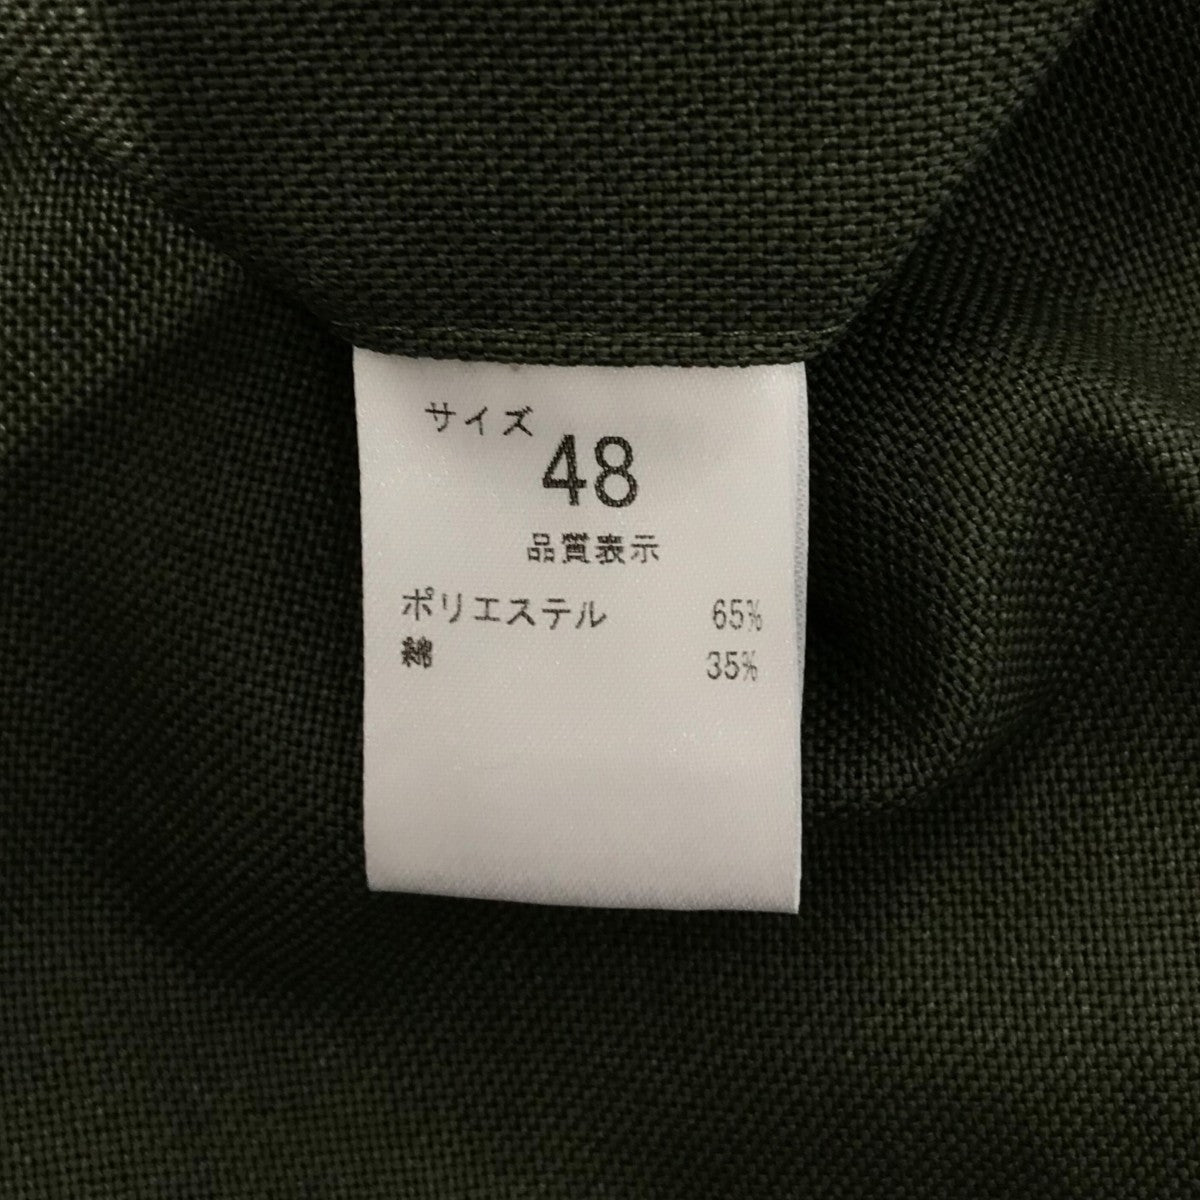 サイズ 48
品質表示
ポリエステル 65%
綿 35%